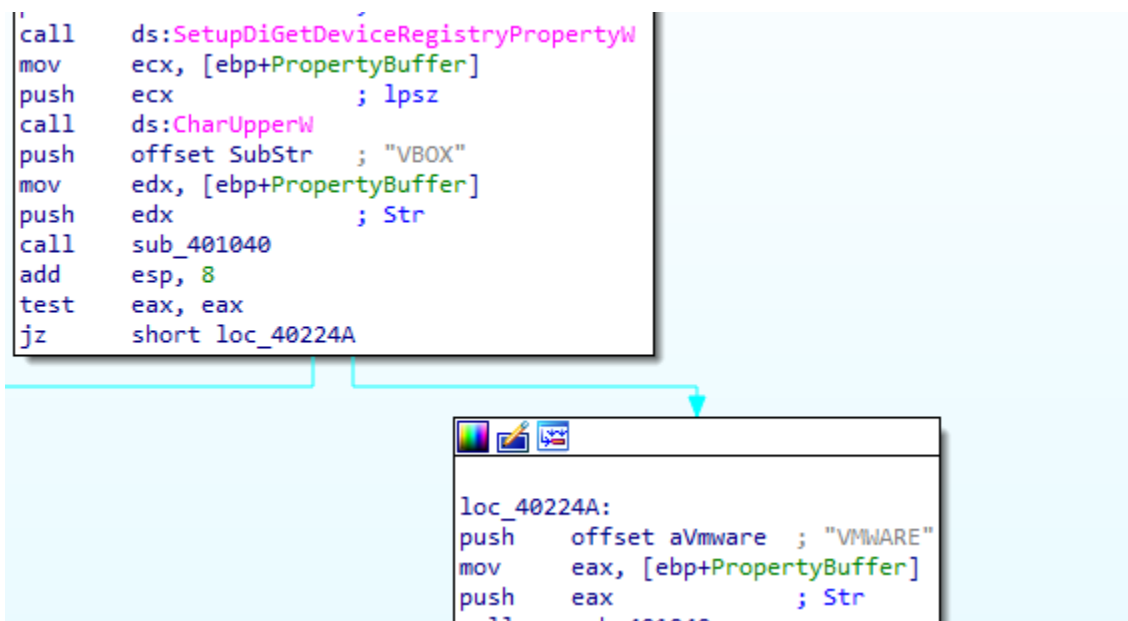 call ds:SetupDiGetDeviceRegistryPropertyW
mov ecx, [ebp+PropertyBuffer]
push ecx ; lpsz
call ds:CharUpperW
push offset SubStr ; "VBOX"
mov edx, [ebp+PropertyBuffer]
push edx ; Str
call sub_401040
add esp, 8
test eax, eax
jz short loc_40224A
loc_40224A:
push offset aVmware ; "VMWARE"
mov eax, [ebp+PropertyBuffer]
push eax ; Str